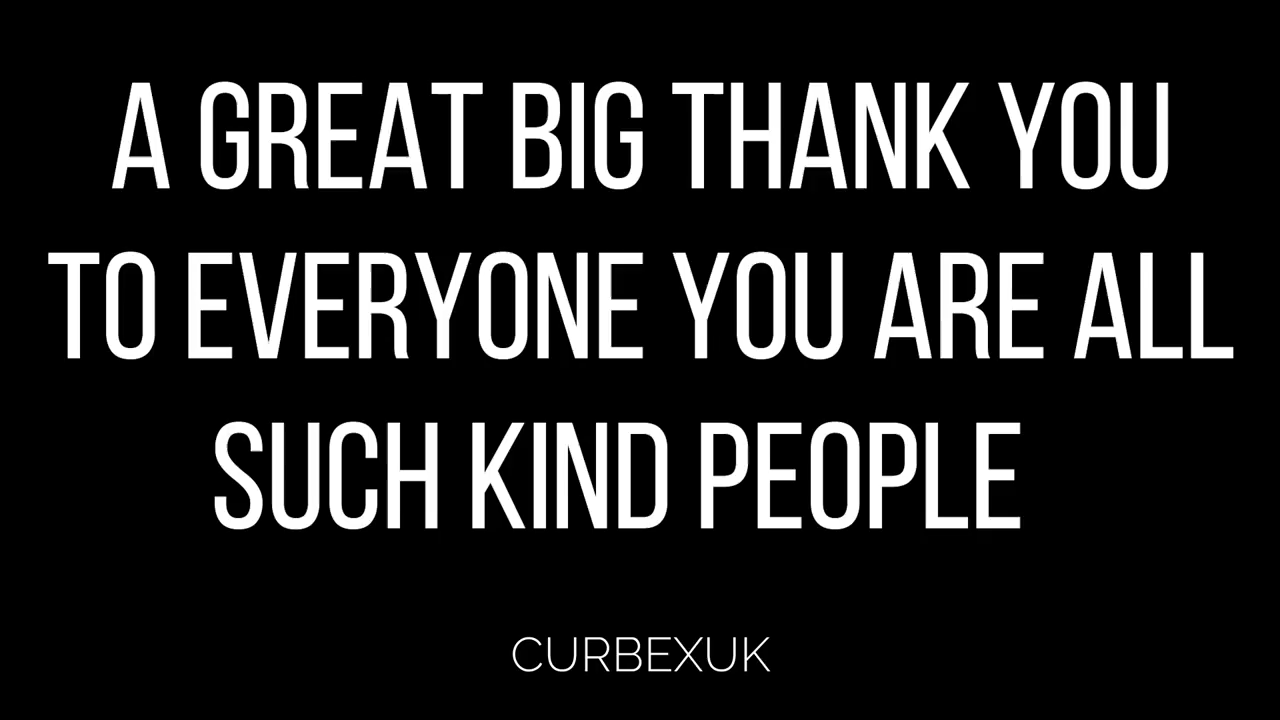 A GREAT BIG THANK YOU
TO EVERYONE YOU ARE ALL
SUCH KIND PEOPLE
CURBEXUK